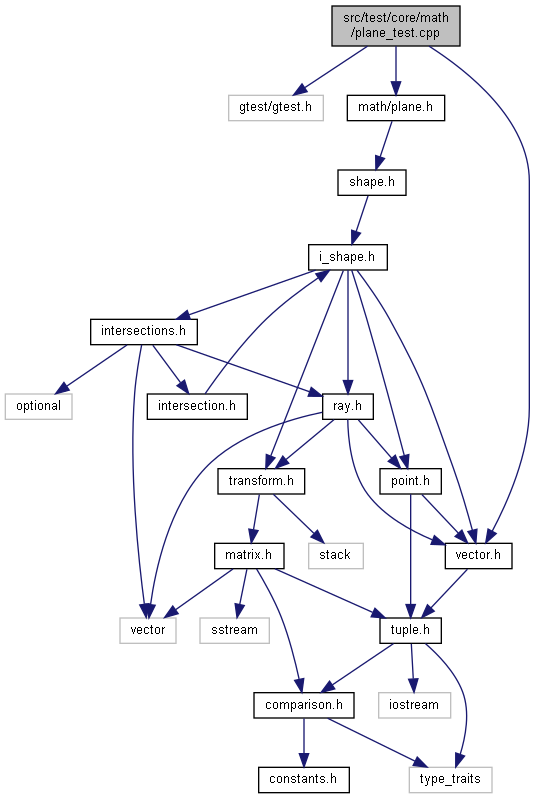 src/test/core/math
/plane_test.cpp
gtest/gtest.h
math/plane.h
shape.h
i_shape.h
intersections.h
optional
intersection.h
ray.h
transform.h
point.h
matrix.h
stack
vector.h
vector
sstream
tuple.h
comparison.h
iostream
constants.h
type_traits